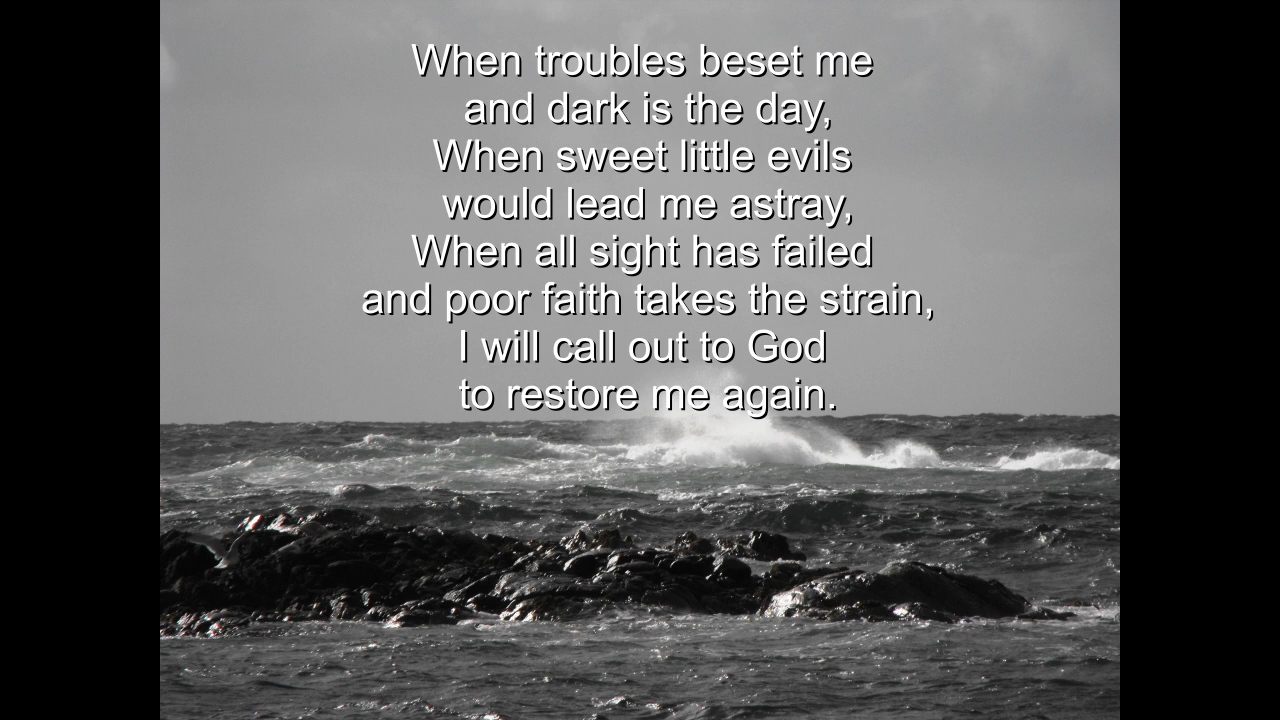 When troubles beset me
and dark is the day,
When sweet little evils
would lead me astray,
When all sight has failed
and poor faith takes the strain,
I will call out to God
to restore me again.